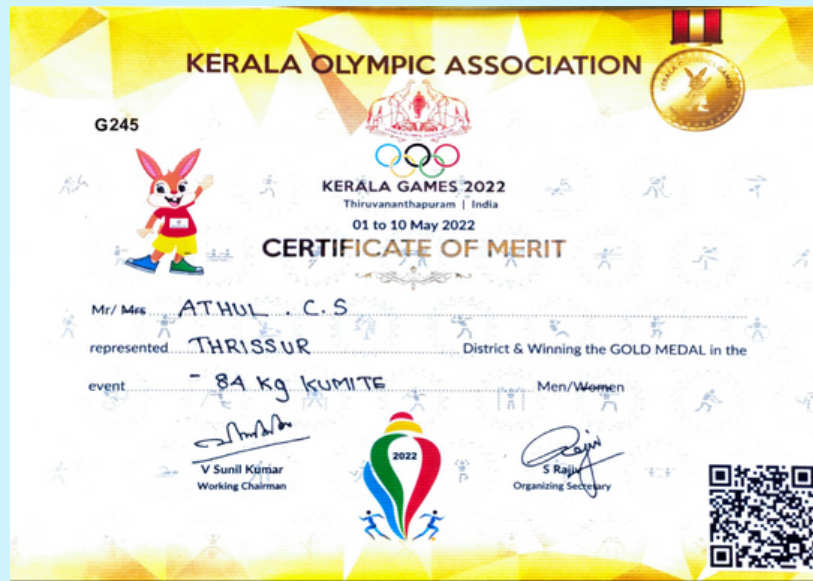 KERALA OLYMPIC ASSOCIATION
G245
KERALA GAMES 2022
Thiruvananthapuram | India
01 to 10 May 2022
CERTIFICATE OF MERIT
Mr/ Mrs ATHUL . C.S
represented THRISSUR District & Winning the GOLD MEDAL in the
event - 84 Kg KUMITE Men/Women
2022
V Sunil Kumar
Working Chairman
S Rajiv
Organizing Secretary